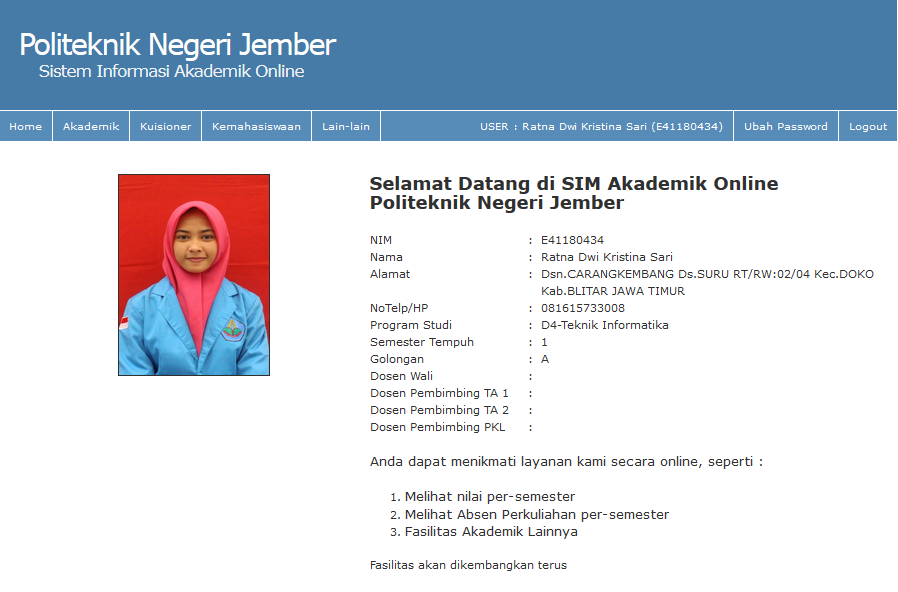 Politeknik Negeri Jember
Sistem Informasi Akademik Online
Home Akademik Kuisioner Kemahasiswaan Lain-lain USER : Ratna Dwi Kristina Sari (E41180434) Ubah Password Logout
Selamat Datang di SIM Akademik Online
Politeknik Negeri Jember
NIM : E41180434
Nama : Ratna Dwi Kristina Sari
Alamat : Dsn.CARANGKEMBANG Ds.SURU RT/RW:02/04 Kec.DOKO
Kab.BLITAR JAWA TIMUR
NoTelp/HP : 081615733008
Program Studi : D4-Teknik Informatika
Semester Tempuh : 1
Golongan : A
Dosen Wali :
Dosen Pembimbing TA 1 :
Dosen Pembimbing TA 2 :
Dosen Pembimbing PKL :
Anda dapat menikmati layanan kami secara online, seperti :
1. Melihat nilai per-semester
2. Melihat Absen Perkuliahan per-semester
3. Fasilitas Akademik Lainnya
Fasilitas akan dikembangkan terus